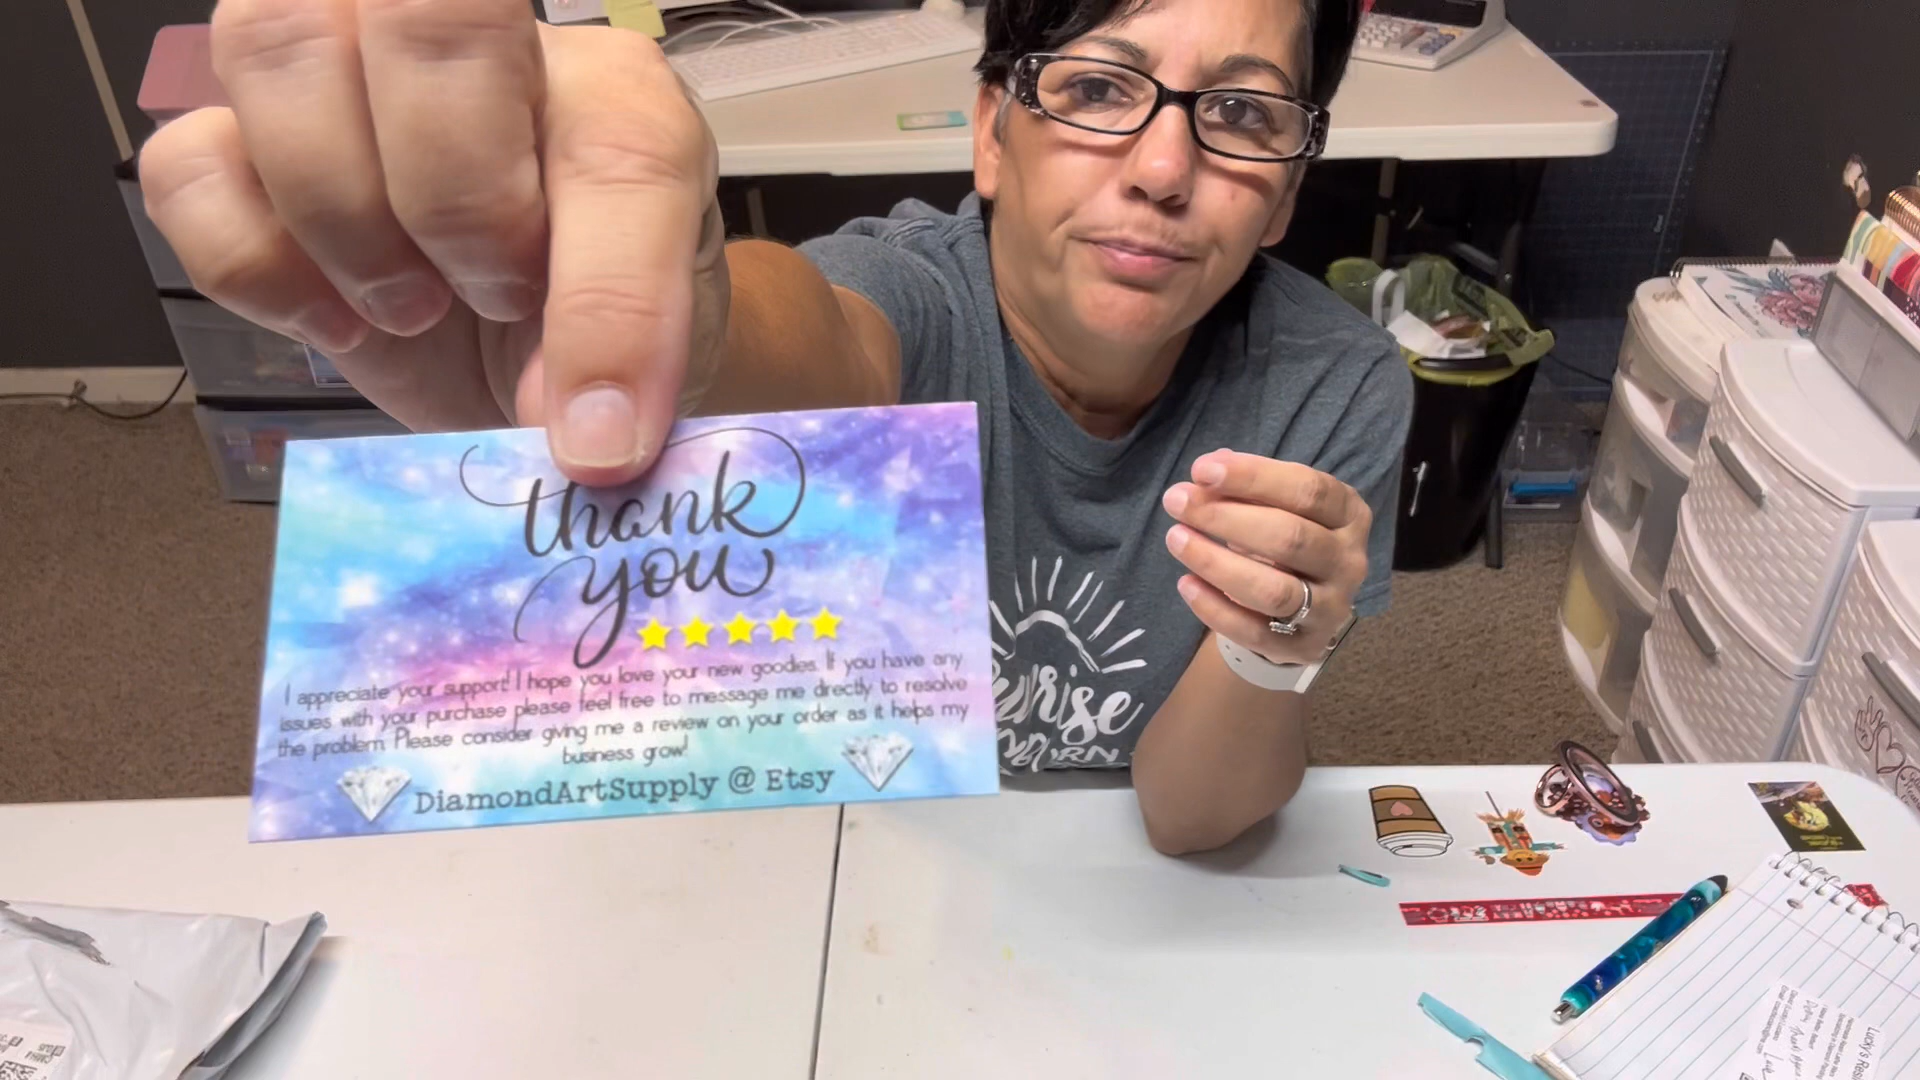 thank
you
I appreciate your support! I hope you love your new goodies. If you have any
issues with your purchase please feel free to message me directly to resolve
the problem. Please consider giving me a review on your order as it helps my
business grow!
DiamondArtSupply @ Etsy
Sunrise
Lucky's